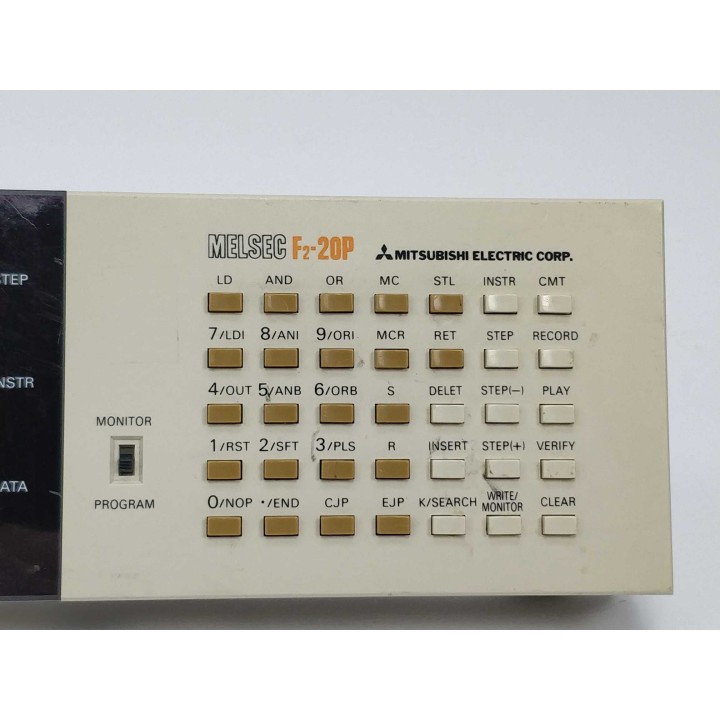 MELSEC F2-20P MITSUBISHI ELECTRIC CORP.
LD AND OR MC STL INSTR CMT
7/LDI 8/ANI 9/ORI MCR RET STEP RECORD
4/OUT 5/ANB 6/ORB S DELET STEP(-) PLAY
1/RST 2/SFT 3/PLS R INSERT STEP(+) VERIFY
0/NOP ·/END CJP EJP K/SEARCH WRITE/
MONITOR CLEAR
MONITOR
PROGRAM
TEP
NSTR
ATA